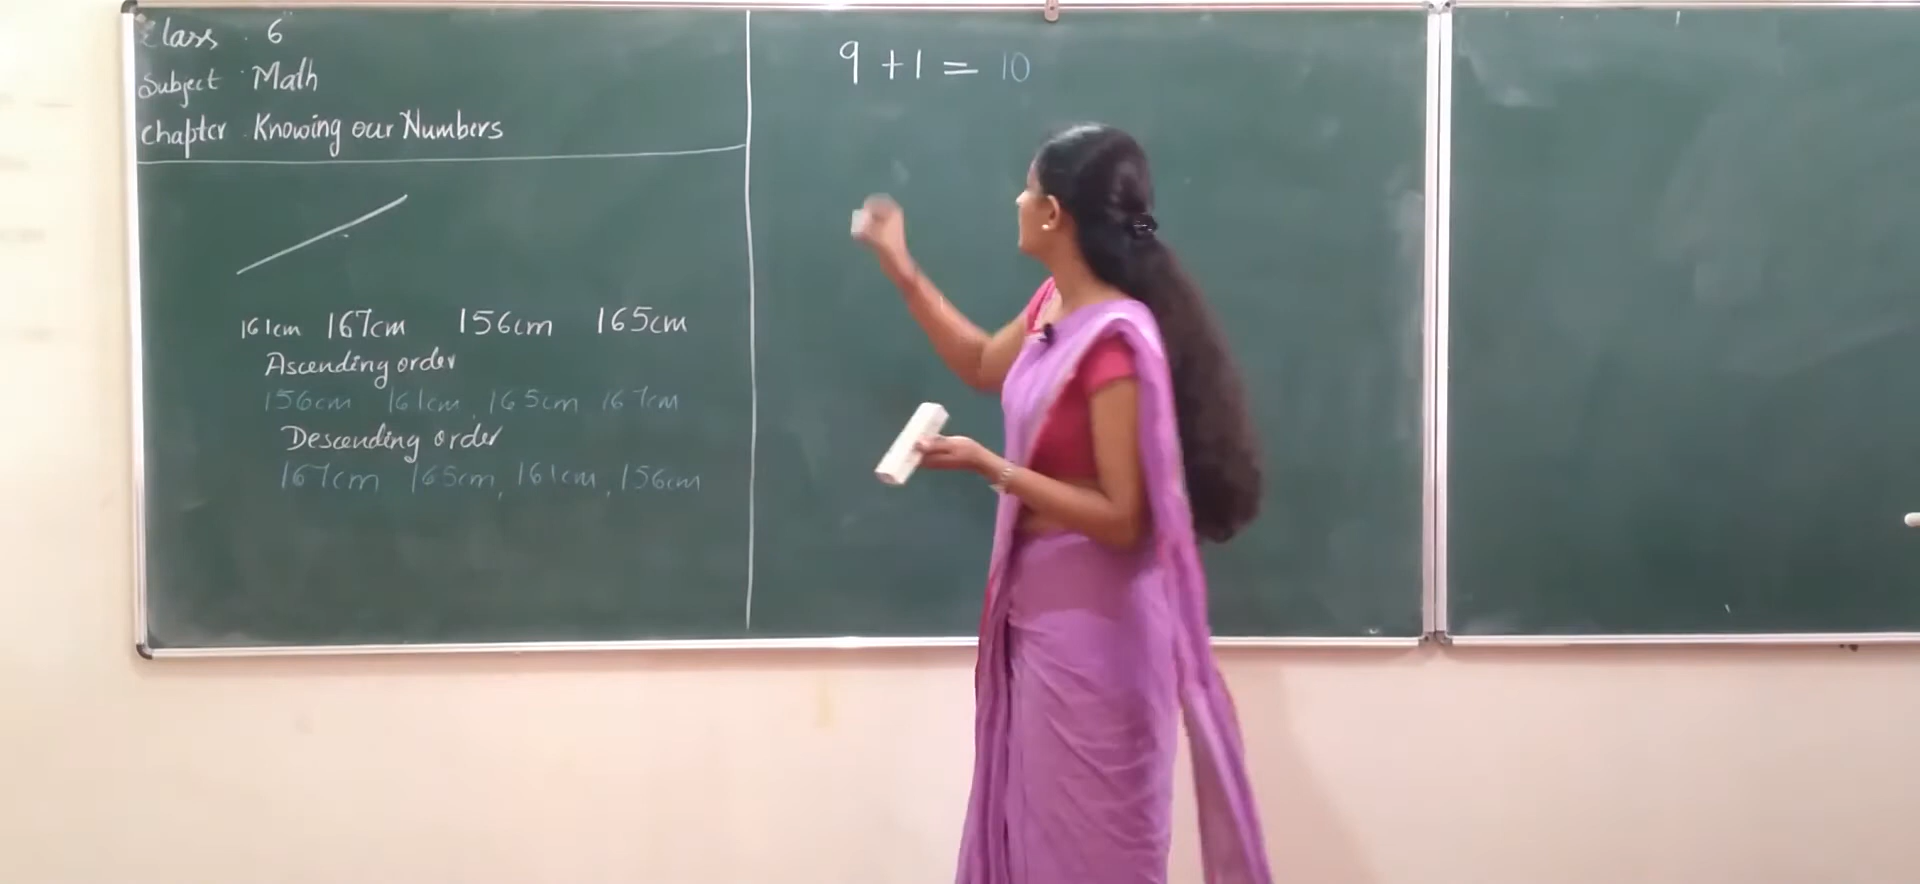 Class . 6
Subject . Math
Chapter . Knowing our Numbers
161cm 167cm 156cm 165cm
Ascending order
156cm 161cm, 165cm 167cm
Descending order
167cm 165cm, 161cm, 156cm
9 + 1 = 10